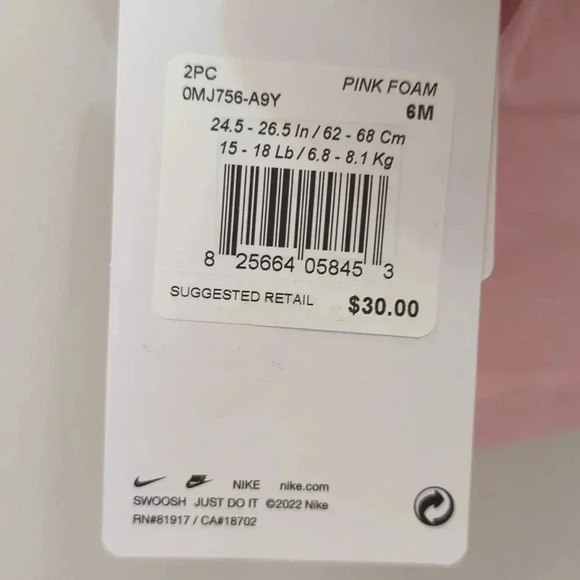 2PC PINK FOAM
0MJ756-A9Y 6M
24.5 - 26.5 In / 62 - 68 Cm
15 - 18 Lb / 6.8 - 8.1 Kg
8 25664 05845 3
SUGGESTED RETAIL $30.00
NIKE nike.com
SWOOSH JUST DO IT ©2022 Nike
RN#81917 / CA#18702